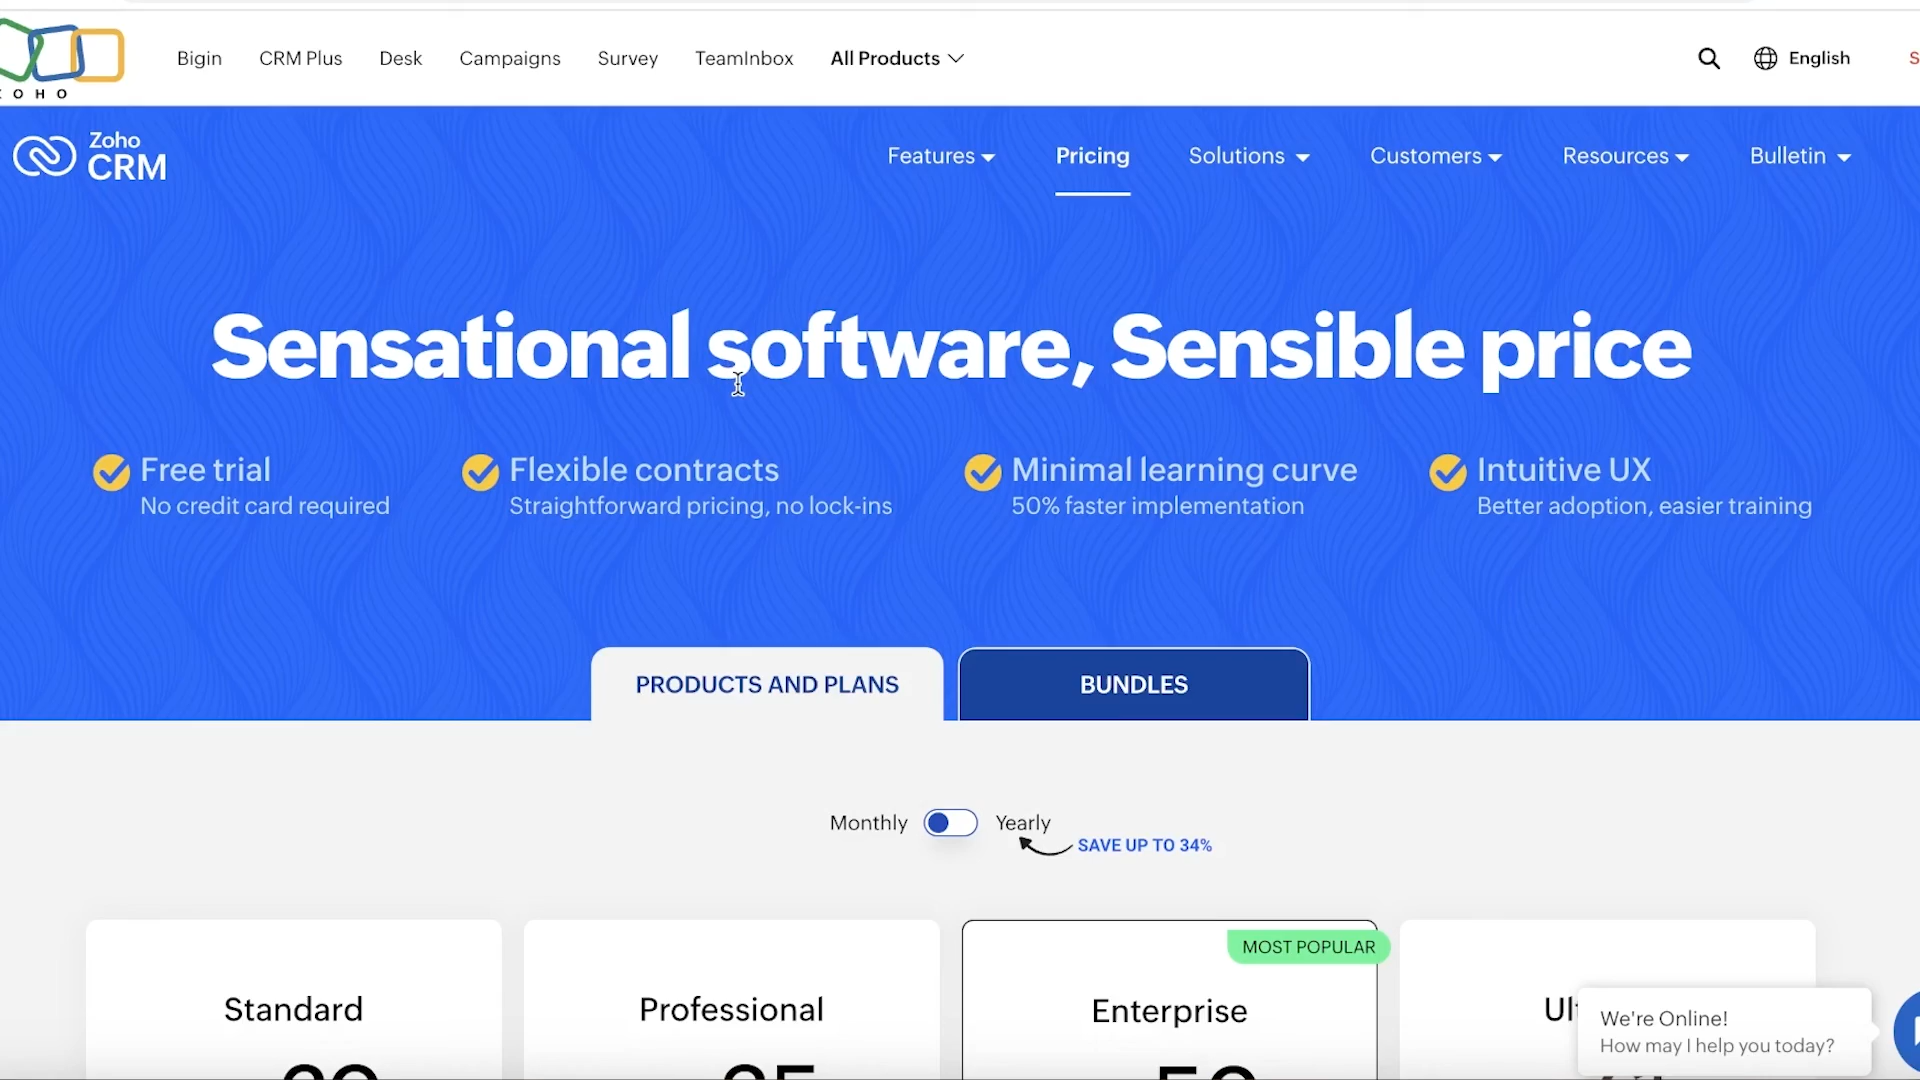 Bigin CRM Plus Desk Campaigns Survey TeamInbox All Products English
OHO
Zoho
CRM
Features Pricing Solutions Customers Resources Bulletin
Sensational software, Sensible price
Free trial
No credit card required
Flexible contracts
Straightforward pricing, no lock-ins
Minimal learning curve
50% faster implementation
Intuitive UX
Better adoption, easier training
PRODUCTS AND PLANS BUNDLES
Monthly Yearly
SAVE UP TO 34%
MOST POPULAR
Standard Professional Enterprise
We're Online!
How may I help you today?